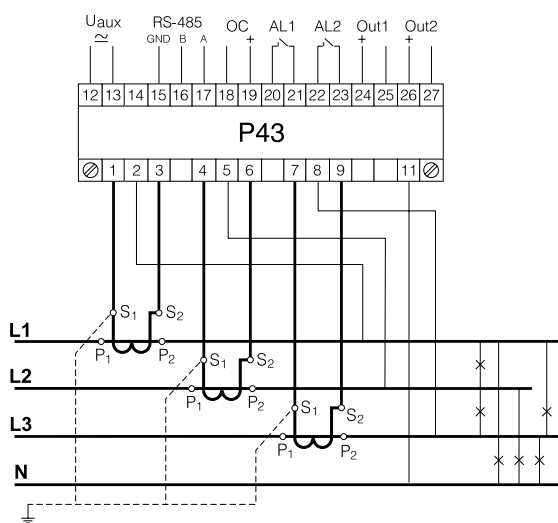 Uaux RS-485 OC AL1 AL2 Out1 Out2
GND B A + + +
12 13 14 15 16 17 18 19 20 21 22 23 24 25 26 27
P43
1 2 3 4 5 6 7 8 9 11
S1 S2
L1
P1 P2
S1 S2
L2
P1 P2
S1 S2
L3
P1 P2
N